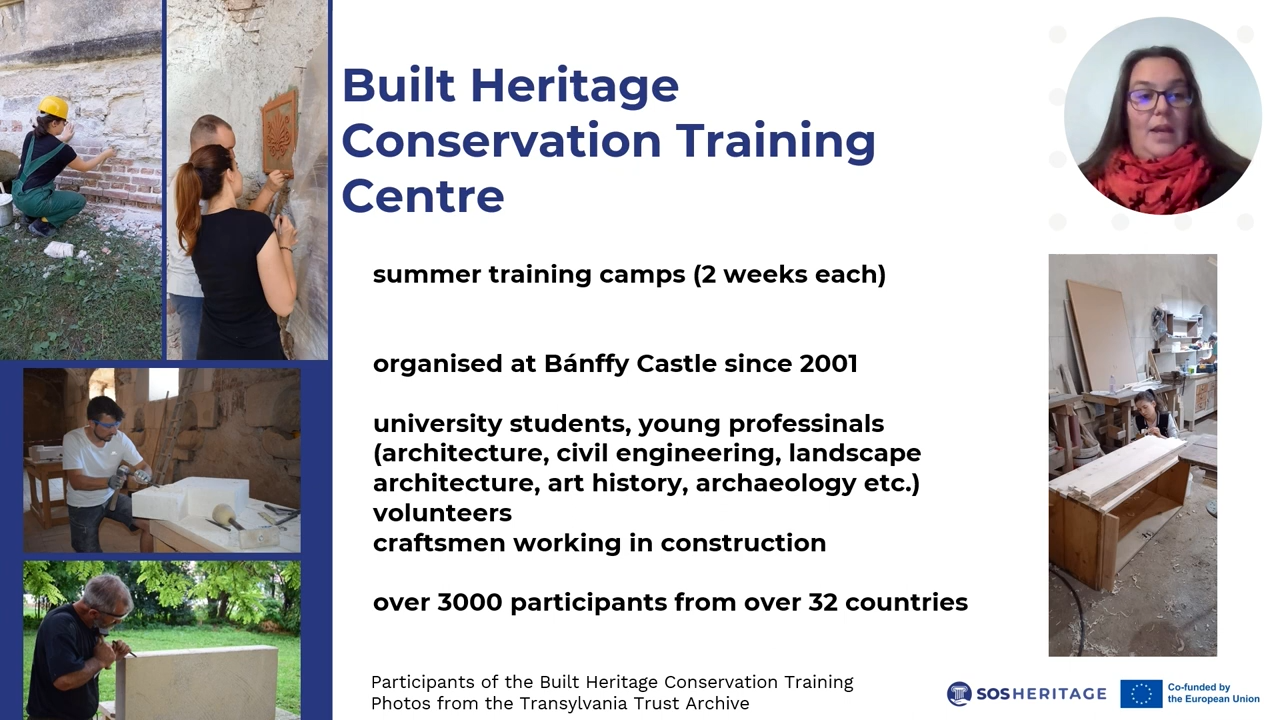 Built Heritage
Conservation Training
Centre
summer training camps (2 weeks each)
organised at Bánffy Castle since 2001
university students, young professinals
(architecture, civil engineering, landscape
architecture, art history, archaeology etc.)
volunteers
craftsmen working in construction
over 3000 participants from over 32 countries
Participants of the Built Heritage Conservation Training
Photos from the Transylvania Trust Archive
SOSHERITAGE
Co-funded by
the European Union